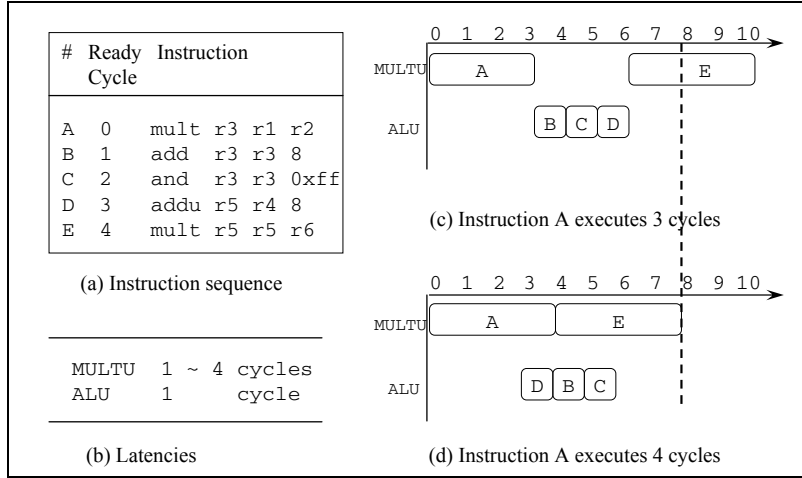 # Ready Instruction
Cycle
A 0 mult r3 r1 r2
B 1 add r3 r3 8
C 2 and r3 r3 0xff
D 3 addu r5 r4 8
E 4 mult r5 r5 r6
(a) Instruction sequence
MULTU 1 ~ 4 cycles
ALU 1 cycle
(b) Latencies
0 1 2 3 4 5 6 7 8 9 10
MULTU A E
ALU B C D
(c) Instruction A executes 3 cycles
0 1 2 3 4 5 6 7 8 9 10
MULTU A E
ALU D B C
(d) Instruction A executes 4 cycles